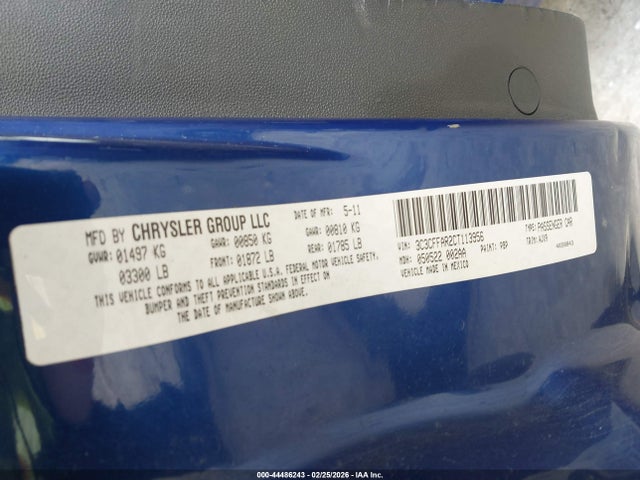 MFD BY CHRYSLER GROUP LLC DATE OF MFR: 5-11
GVWR: 01497 KG GAWR: 00850 KG GAWR: 00810 KG
03300 LB FRONT: 01872 LB REAR: 01785 LB
THIS VEHICLE CONFORMS TO ALL APPLICABLE U.S.A. FEDERAL MOTOR VEHICLE SAFETY,
BUMPER AND THEFT PREVENTION STANDARDS IN EFFECT ON
THE DATE OF MANUFACTURE SHOWN ABOVE.
VIN: 3C3CFFAR2CT113956 TYPE: PASSENGER CAR
MDH: 050522 002AA PAINT: PBP TRIM: AJX9
VEHICLE MADE IN MEXICO
000-44486243 - 02/25/2026 - IAA Inc.